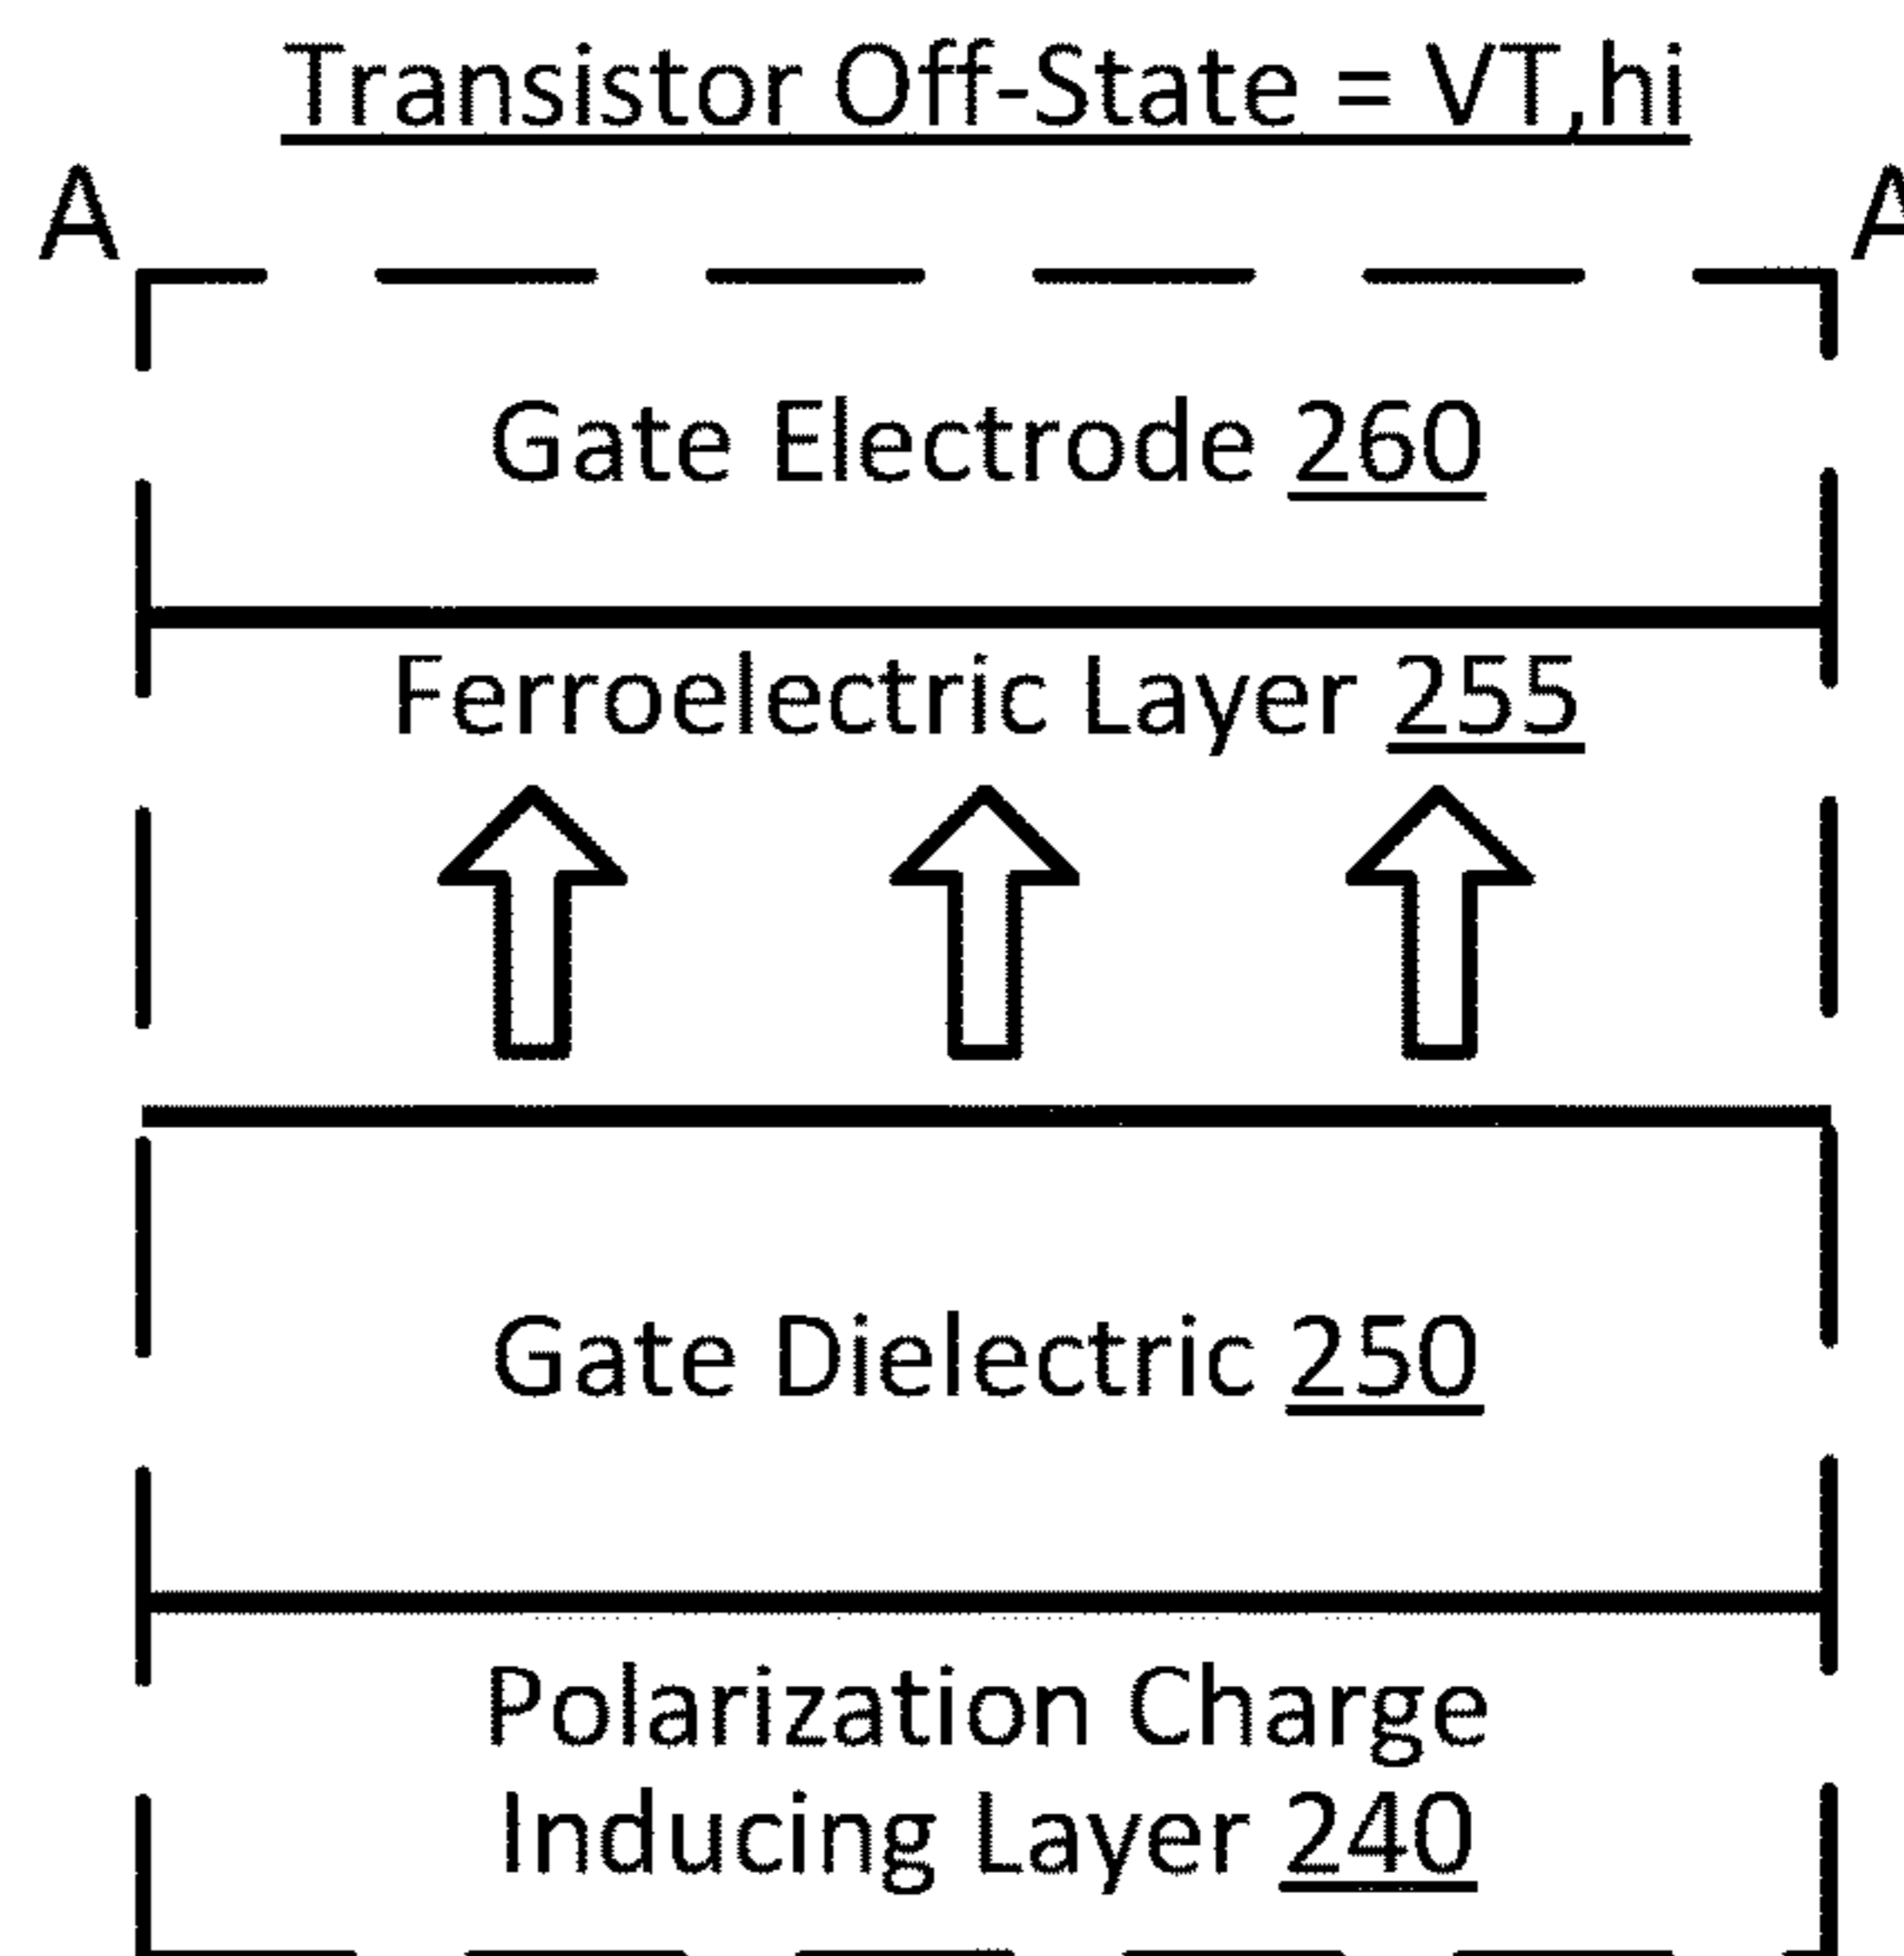 Transistor Off-State = VT,hi
A A
Gate Electrode 260
Ferroelectric Layer 255
Gate Dielectric 250
Polarization Charge
Inducing Layer 240